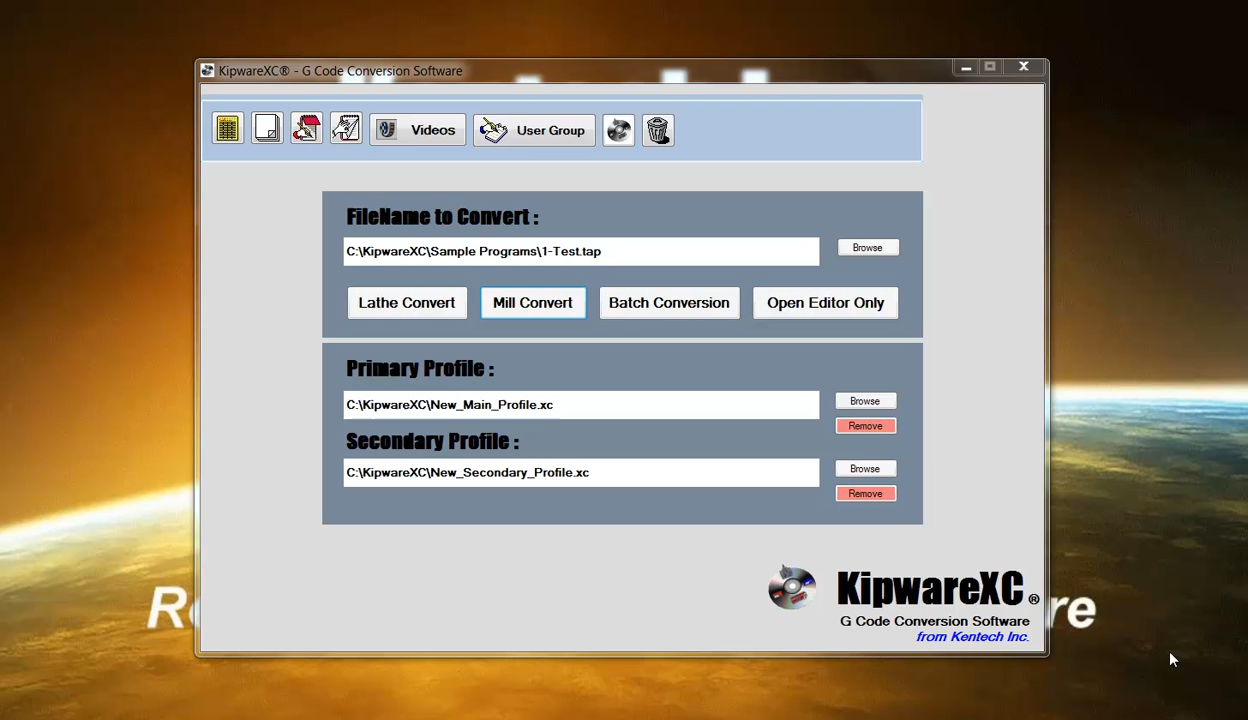 KipwareXC® - G Code Conversion Software
Videos
User Group
FileName to Convert :
C:\KipwareXC\Sample Programs\1-Test.tap
Browse
Lathe Convert
Mill Convert
Batch Conversion
Open Editor Only
Primary Profile :
C:\KipwareXC\New_Main_Profile.xc
Browse
Remove
Secondary Profile :
C:\KipwareXC\New_Secondary_Profile.xc
Browse
Remove
KipwareXC®
G Code Conversion Software
from Kentech Inc.